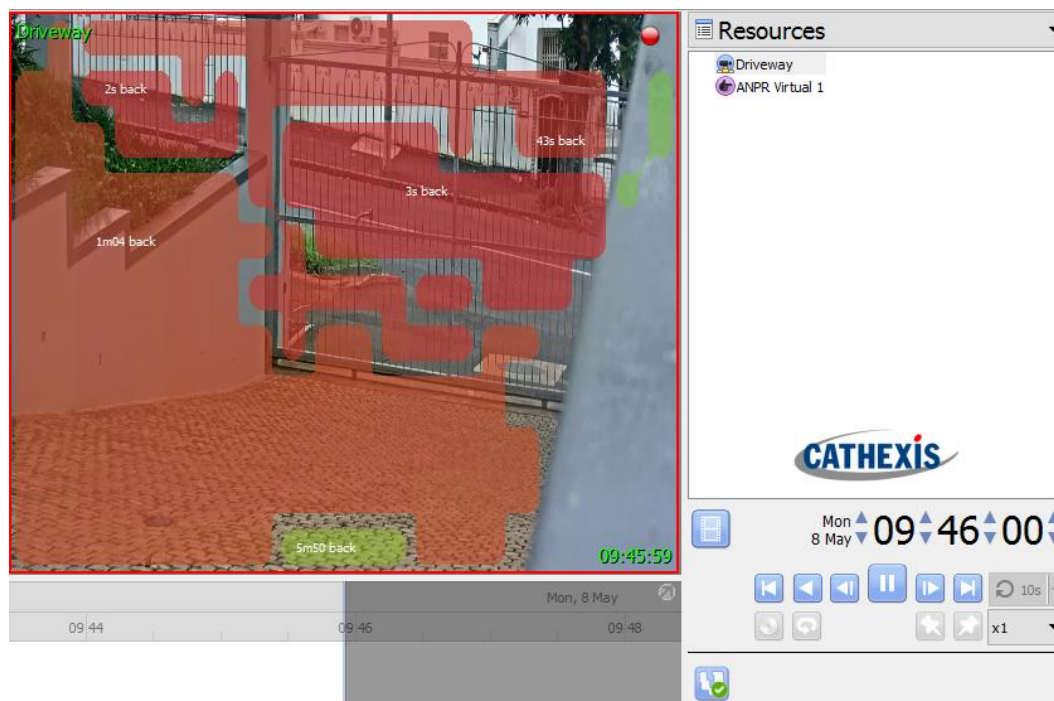 Driveway
2s back
43s back
3s back
1m04 back
5m50 back
09:45:59
Mon, 8 May
09:44
09:46
09:48
Resources
Driveway
ANPR Virtual 1
CATHEXIS
Mon
8 May
09 46 00
10s
x1